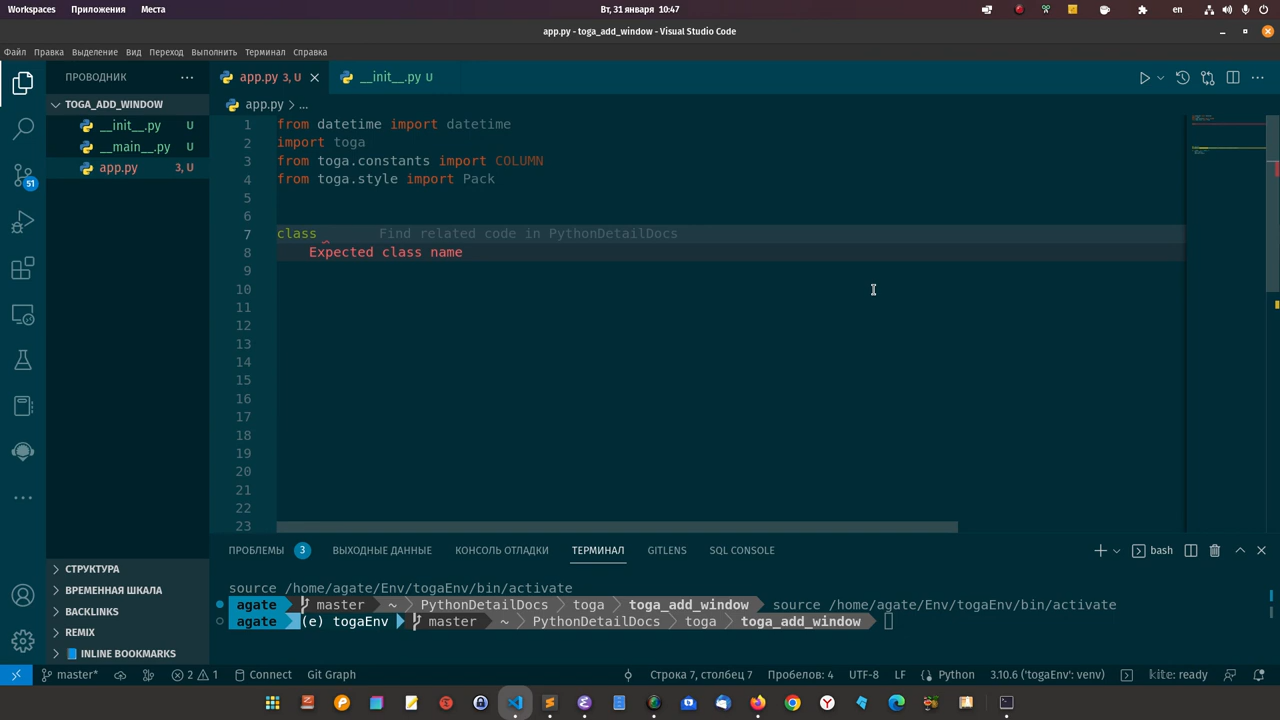 Workspaces Приложения Места Вт, 31 января 10:47 en
app.py - toga_add_window - Visual Studio Code
Файл Правка Выделение Вид Переход Выполнить Терминал Справка
ПРОВОДНИК ··· app.py 3, U __init__.py U
TOGA_ADD_WINDOW
__init__.py U
__main__.py U
app.py 3, U
51
app.py > ...
1 from datetime import datetime
2 import toga
3 from toga.constants import COLUMN
4 from toga.style import Pack
5
6
7 class Find related code in PythonDetailDocs
8 Expected class name
9
10
11
12
13
14
15
16
17
18
19
20
21
22
23
СТРУКТУРА
ВРЕМЕННАЯ ШКАЛА
BACKLINKS
REMIX
INLINE BOOKMARKS
ПРОБЛЕМЫ 3 ВЫХОДНЫЕ ДАННЫЕ КОНСОЛЬ ОТЛАДКИ ТЕРМИНАЛ GITLENS SQL CONSOLE bash
source /home/agate/Env/togaEnv/bin/activate
agate master ~ PythonDetailDocs toga toga_add_window source /home/agate/Env/togaEnv/bin/activate
agate (e) togaEnv master ~ PythonDetailDocs toga toga_add_window
master* 2 1 Connect Git Graph Строка 7, столбец 7 Пробелов: 4 UTF-8 LF Python 3.10.6 ('togaEnv': venv) kite: ready